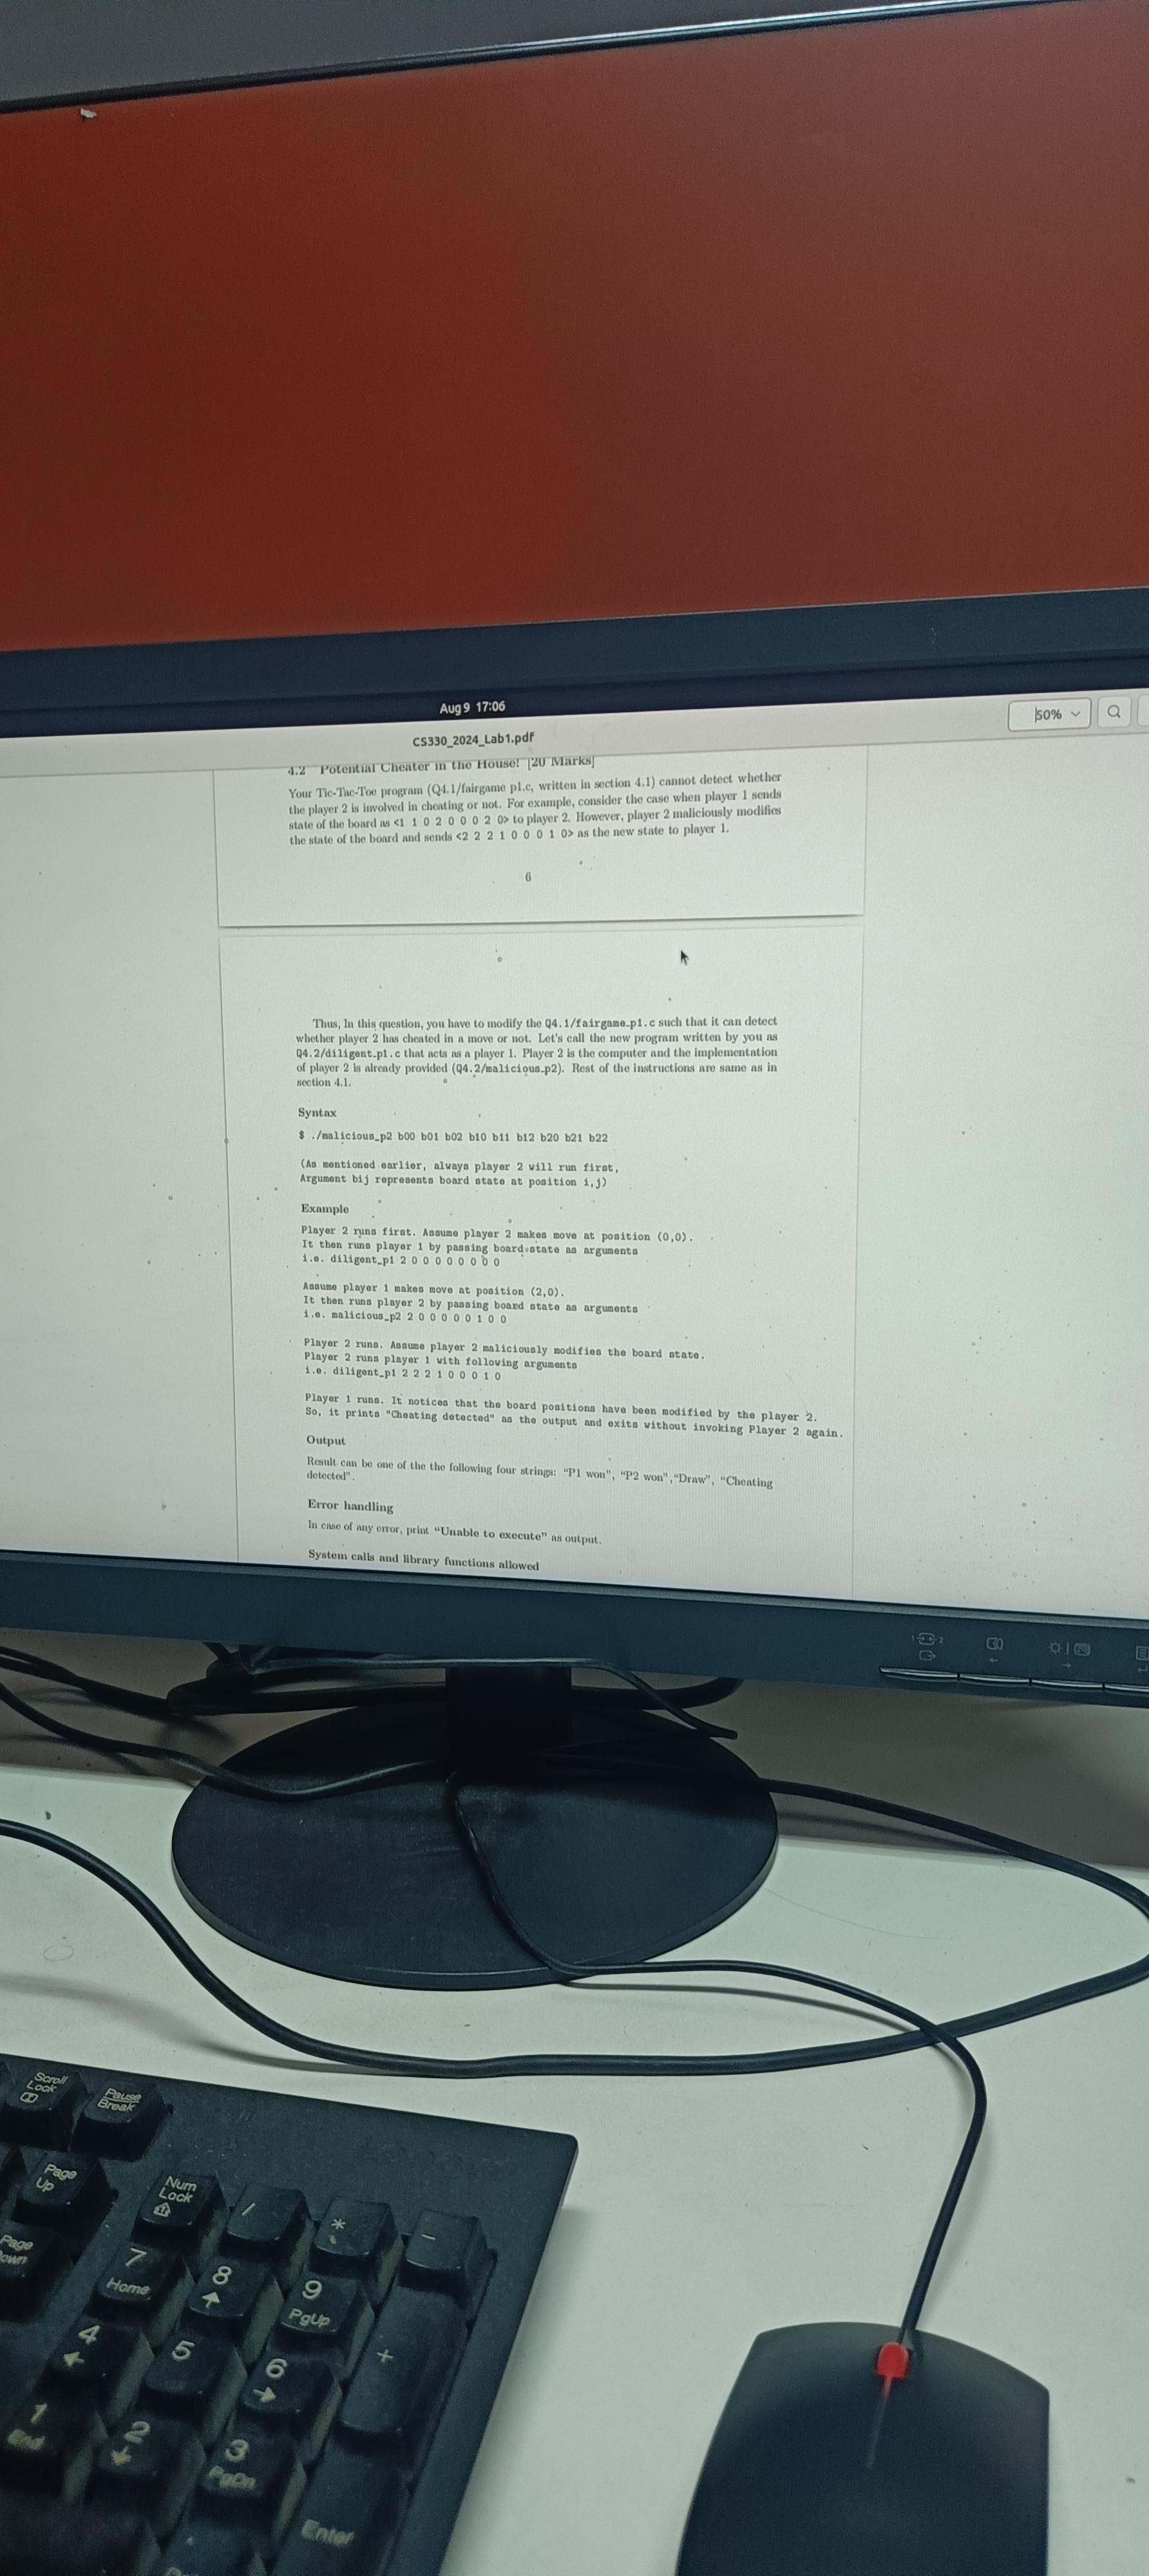 Aug 9 17:06
50%
CS330_2024_Lab1.pdf
4.2 Potential Cheater in the House! [20 Marks]
Your Tic-Tac-Toe program (Q4.1/fairgame p1.c, written in section 4.1) cannot detect whether
the player 2 is involved in cheating or not. For example, consider the case when player 1 sends
state of the board as <1 1 0 2 0 0 0 2 0> to player 2. However, player 2 maliciously modifies
the state of the board and sends <2 2 2 1 0 0 0 1 0> as the new state to player 1.
6
Thus, In this question, you have to modify the Q4.1/fairgame_p1.c such that it can detect
whether player 2 has cheated in a move or not. Let's call the new program written by you as
Q4.2/diligent_p1.c that acts as a player 1. Player 2 is the computer and the implementation
of player 2 is already provided (Q4.2/malicious_p2). Rest of the instructions are same as in
section 4.1.
Syntax
$ ./malicious_p2 b00 b01 b02 b10 b11 b12 b20 b21 b22
(As mentioned earlier, always player 2 will run first,
Argument bij represents board state at position i,j)
Example
Player 2 runs first. Assume player 2 makes move at position (0,0).
It then runs player 1 by passing board state as arguments
i.e. diligent_p1 2 0 0 0 0 0 0 0 0
Assume player 1 makes move at position (2,0).
It then runs player 2 by passing board state as arguments
i.e. malicious_p2 2 0 0 0 0 0 1 0 0
Player 2 runs. Assume player 2 maliciously modifies the board state.
Player 2 runs player 1 with following arguments
i.e. diligent_p1 2 2 2 1 0 0 0 1 0
Player 1 runs. It notices that the board positions have been modified by the player 2.
So, it prints "Cheating detected" as the output and exits without invoking Player 2 again.
Output
Result can be one of the the following four strings: “P1 won”, “P2 won”,“Draw”, “Cheating
detected”.
Error handling
In case of any error, print “Unable to execute” as output.
System calls and library functions allowed
Scroll
Lock
Pause
Break
Page
Up
Num
Lock
/
*
-
Page
7
Home
8
9
PgUp
+
4
5
6
1
End
2
3
PgDn
Enter